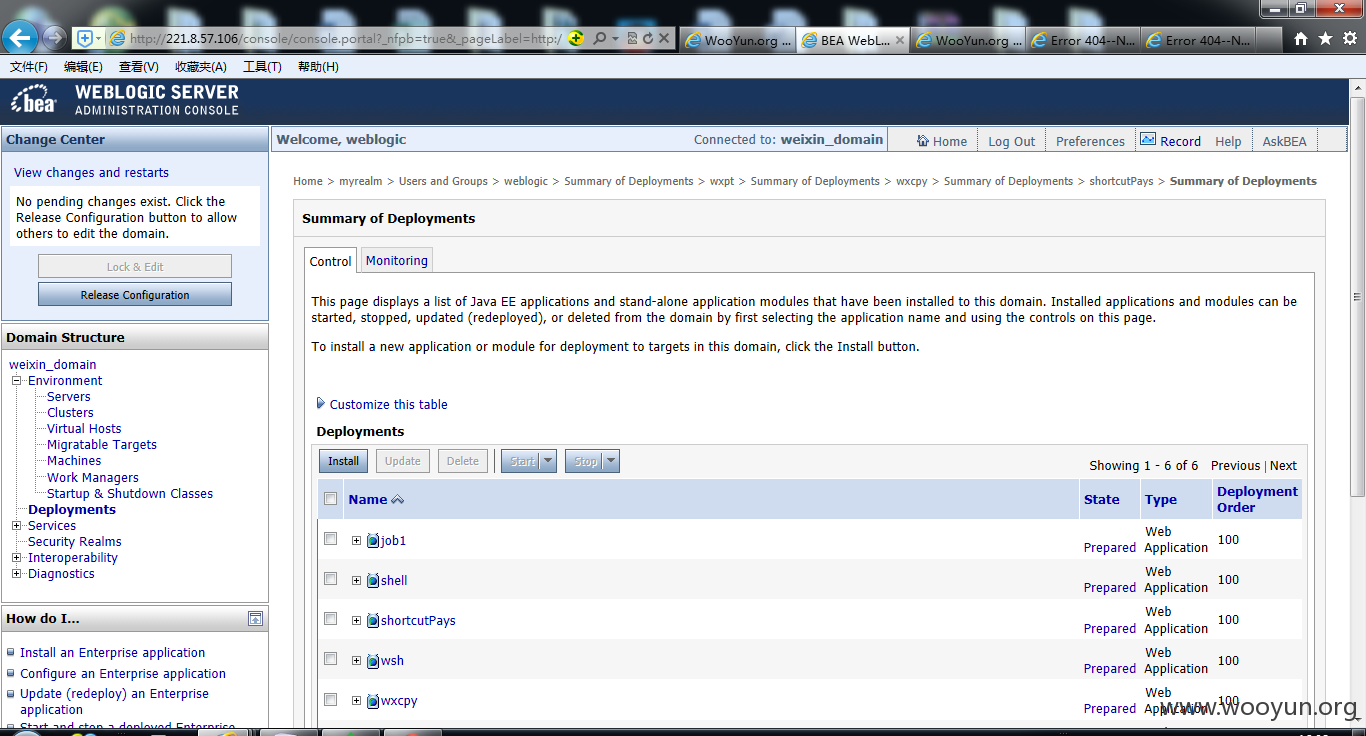 http://221.8.57.106/console/console.portal?_nfpb=true&_pageLabel=http:/
WooYun.org ...
BEA WebL...
WooYun.org ...
Error 404--N...
Error 404--N...
文件(F) 编辑(E) 查看(V) 收藏夹(A) 工具(T) 帮助(H)
bea
WEBLOGIC SERVER
ADMINISTRATION CONSOLE
Change Center
View changes and restarts
No pending changes exist. Click the
Release Configuration button to allow
others to edit the domain.
Lock & Edit
Release Configuration
Domain Structure
weixin_domain
Environment
Servers
Clusters
Virtual Hosts
Migratable Targets
Machines
Work Managers
Startup & Shutdown Classes
Deployments
Services
Security Realms
Interoperability
Diagnostics
How do I...
Install an Enterprise application
Configure an Enterprise application
Update (redeploy) an Enterprise
application
Start and stop a deployed Enterprise
Welcome, weblogic
Connected to: weixin_domain
Home
Log Out
Preferences
Record
Help
AskBEA
Home > myrealm > Users and Groups > weblogic > Summary of Deployments > wxpt > Summary of Deployments > wxcpy > Summary of Deployments > shortcutPays > Summary of Deployments
Summary of Deployments
Control
Monitoring
This page displays a list of Java EE applications and stand-alone application modules that have been installed to this domain. Installed applications and modules can be
started, stopped, updated (redeployed), or deleted from the domain by first selecting the application name and using the controls on this page.
To install a new application or module for deployment to targets in this domain, click the Install button.
Customize this table
Deployments
Install
Update
Delete
Start
Stop
Showing 1 - 6 of 6 Previous | Next
Name
State
Type
Deployment
Order
job1
Prepared
Web
Application
100
shell
Prepared
Web
Application
100
shortcutPays
Prepared
Web
Application
100
wsh
Prepared
Web
Application
100
wxcpy
Prepared
Web
Application
100
www.wooyun.org